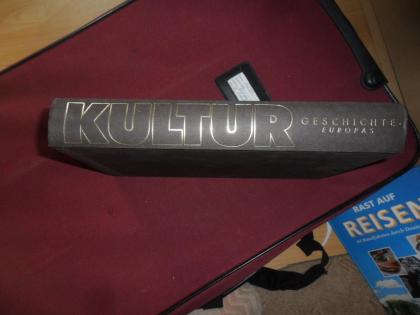 KULTUR
GESCHICHTE
EUROPAS
RAST AUF
REISEN